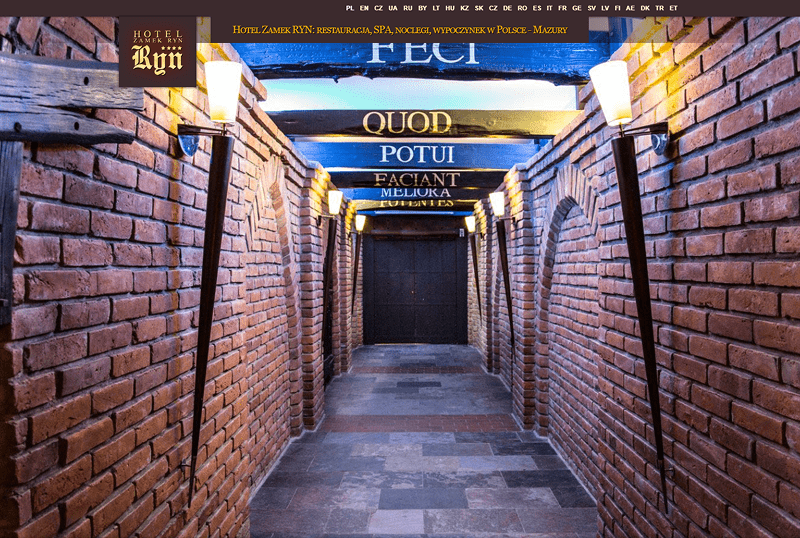 PL EN CZ UA RU BY LT HU KZ SK CZ DE RO ES IT FR GE SV LV FI AE DK TR ET
HOTEL
ZAMEK RYN
Ryn
HOTEL ZAMEK RYN: RESTAURACJA, SPA, NOCLEGI, WYPOCZYNEK W POLSCE - MAZURY
FECI
QUOD
POTUI
FACIANT
MELIORA
POTENTES